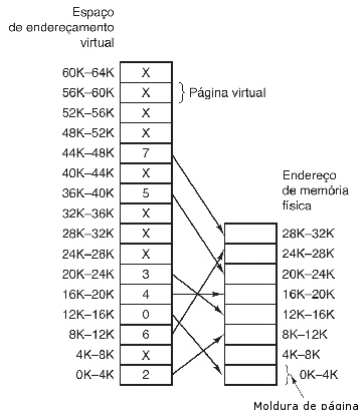 Espaço
de endereçamento
virtual
60K–64K X
56K–60K X Página virtual
52K–56K X
48K–52K X
44K–48K 7
40K–44K X
36K–40K 5
32K–36K X
28K–32K X
24K–28K X
20K–24K 3
16K–20K 4
12K–16K 0
8K–12K 6
4K–8K X
0K–4K 2
Endereço
de memória
física
28K–32K
24K–28K
20K–24K
16K–20K
12K–16K
8K–12K
4K–8K
0K–4K
Moldura de página